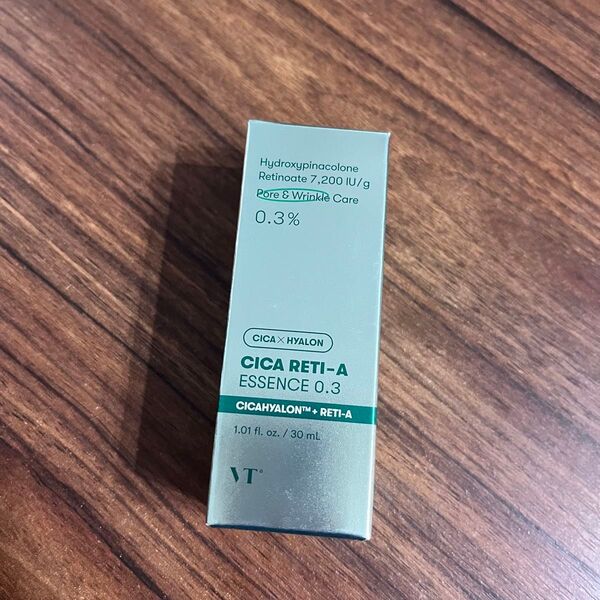 Hydroxypinacolone
Retinoate 7,200 IU/g
Pore & Wrinkle Care
0.3%
CICA × HYALON
CICA RETI-A
ESSENCE 0.3
CICAHYALON™ + RETI-A
1.01 fl. oz. / 30 mL
VT